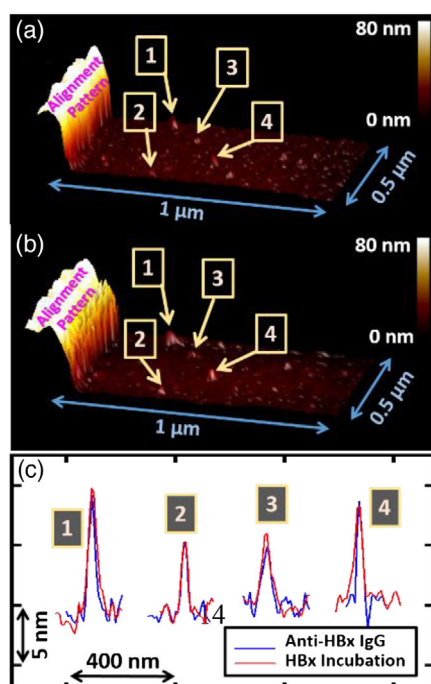 (a)
80 nm
0 nm
Alignment
Pattern
1
2
3
4
1 μm
0.5 μm
(b)
80 nm
0 nm
Alignment
Pattern
1
2
3
4
1 μm
0.5 μm
(c)
1
2
3
4
14
5 nm
400 nm
Anti-HBx IgG
HBx Incubation